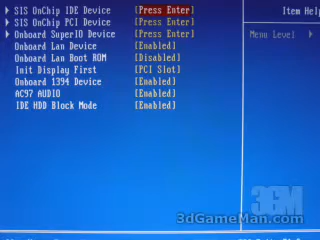 SIS OnChip IDE Device [Press Enter] Item Help
SIS OnChip PCI Device [Press Enter]
Onboard SuperIO Device [Press Enter] Menu Level
Onboard Lan Device [Enabled]
Onboard Lan Boot ROM [Disabled]
Init Display First [PCI Slot]
Onboard 1394 Device [Enabled]
AC97 AUDIO [Enabled]
IDE HDD Block Mode [Enabled]
3GM
3dGameMan.com